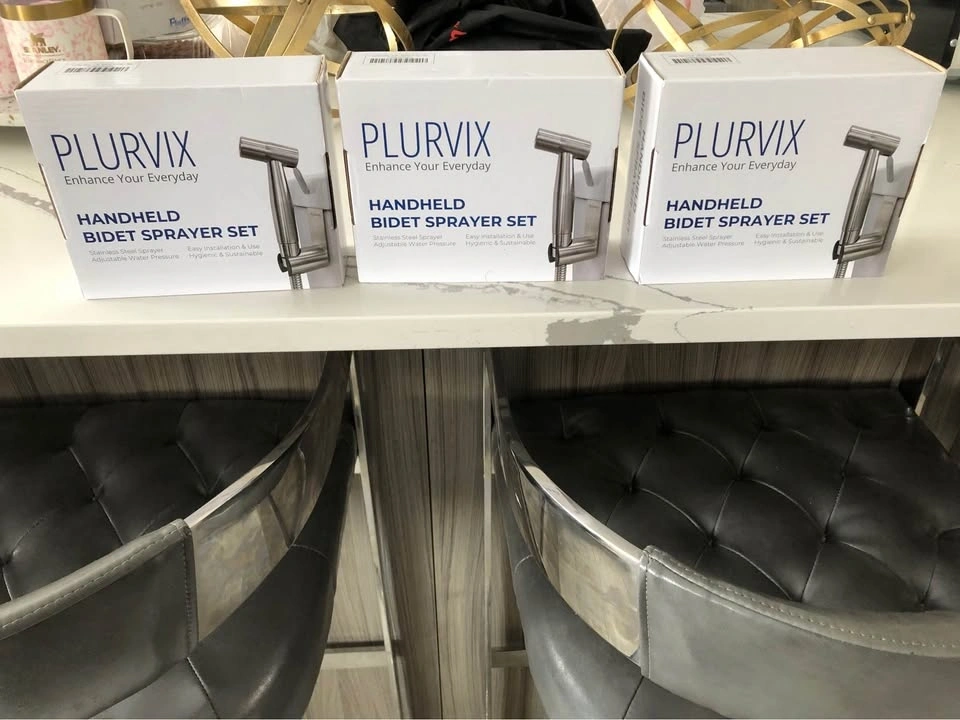 STANLEY
PLURVIX
Enhance Your Everyday
HANDHELD
BIDET SPRAYER SET
Stainless Steel Sprayer
Adjustable Water Pressure
Easy Installation & Use
Hygienic & Sustainable
PLURVIX
Enhance Your Everyday
HANDHELD
BIDET SPRAYER SET
Stainless Steel Sprayer
Adjustable Water Pressure
Easy Installation & Use
Hygienic & Sustainable
PLURVIX
Enhance Your Everyday
HANDHELD
BIDET SPRAYER SET
Stainless Steel Sprayer
Adjustable Water Pressure
Easy Installation & Use
Hygienic & Sustainable